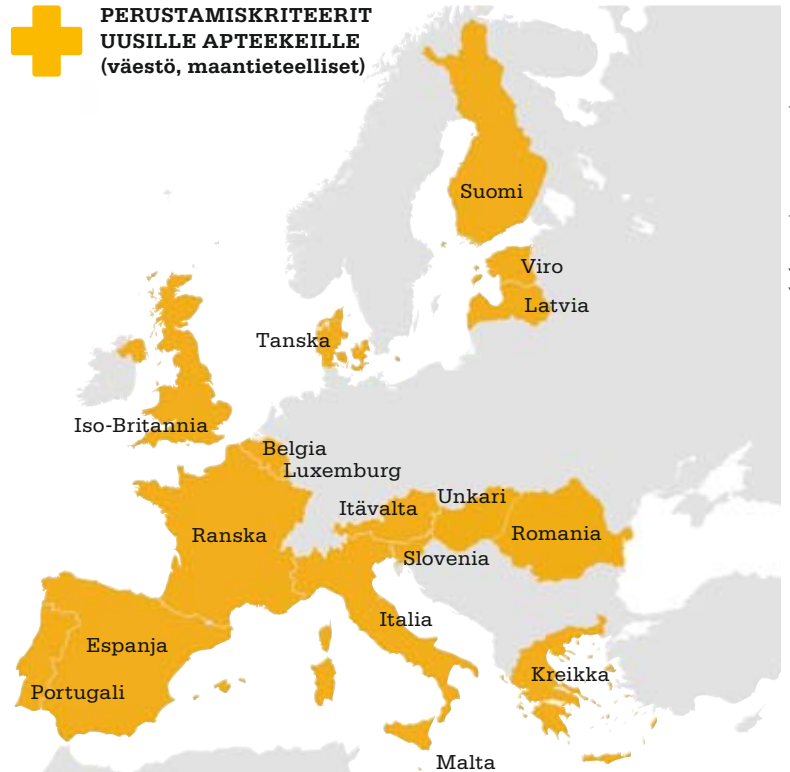 PERUSTAMISKRITEERIT
UUSILLE APTEEKEILLE
(väestö, maantieteelliset)
Suomi
Viro
Latvia
Tanska
Iso-Britannia
Belgia
Luxemburg
Unkari
Itävalta
Ranska
Romania
Slovenia
Italia
Espanja
Kreikka
Portugali
Malta